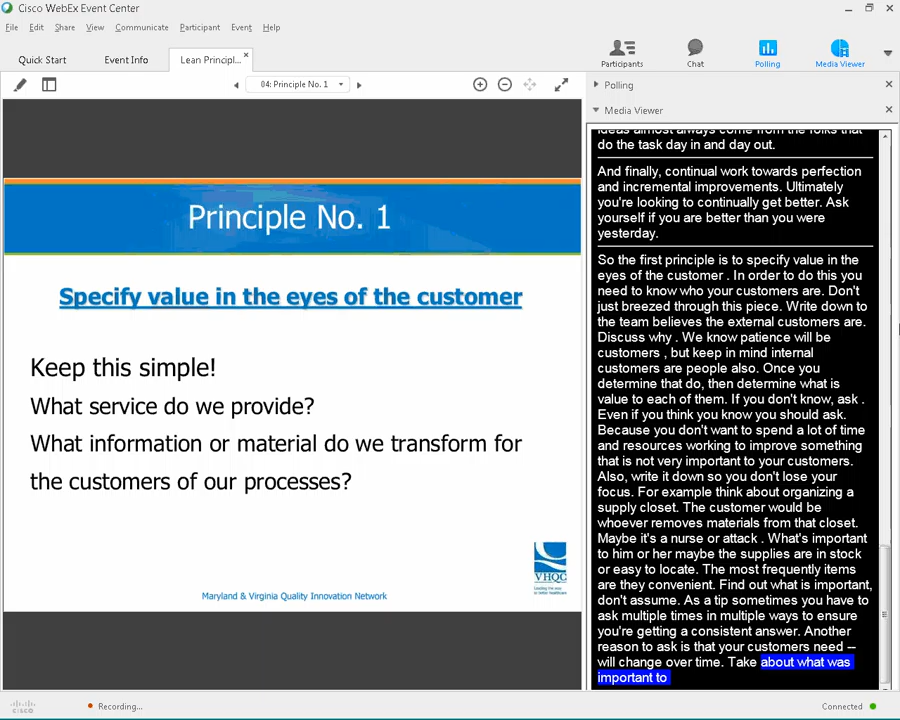 Cisco WebEx Event Center
File Edit Share View Communicate Participant Event Help
Quick Start Event Info Lean Principl...
Participants Chat Polling Media Viewer
04: Principle No. 1
Polling
Media Viewer
Principle No. 1
Specify value in the eyes of the customer
Keep this simple!
What service do we provide?
What information or material do we transform for
the customers of our processes?
VHQC
Maryland & Virginia Quality Innovation Network
ideas almost always come from the folks that
do the task day in and day out.
And finally, continual work towards perfection
and incremental improvements. Ultimately
you're looking to continually get better. Ask
yourself if you are better than you were
yesterday.
So the first principle is to specify value in the
eyes of the customer . In order to do this you
need to know who your customers are. Don't
just breezed through this piece. Write down to
the team believes the external customers are.
Discuss why . We know patience will be
customers , but keep in mind internal
customers are people also. Once you
determine that do, then determine what is
value to each of them. If you don't know, ask .
Even if you think you know you should ask.
Because you don't want to spend a lot of time
and resources working to improve something
that is not very important to your customers.
Also, write it down so you don't lose your
focus. For example think about organizing a
supply closet. The customer would be
whoever removes materials from that closet.
Maybe it's a nurse or attack . What's important
to him or her maybe the supplies are in stock
or easy to locate. The most frequently items
are they convenient. Find out what is important,
don't assume. As a tip sometimes you have to
ask multiple times in multiple ways to ensure
you're getting a consistent answer. Another
reason to ask is that your customers need --
will change over time. Take about what was
important to
cisco
Recording...
Connected